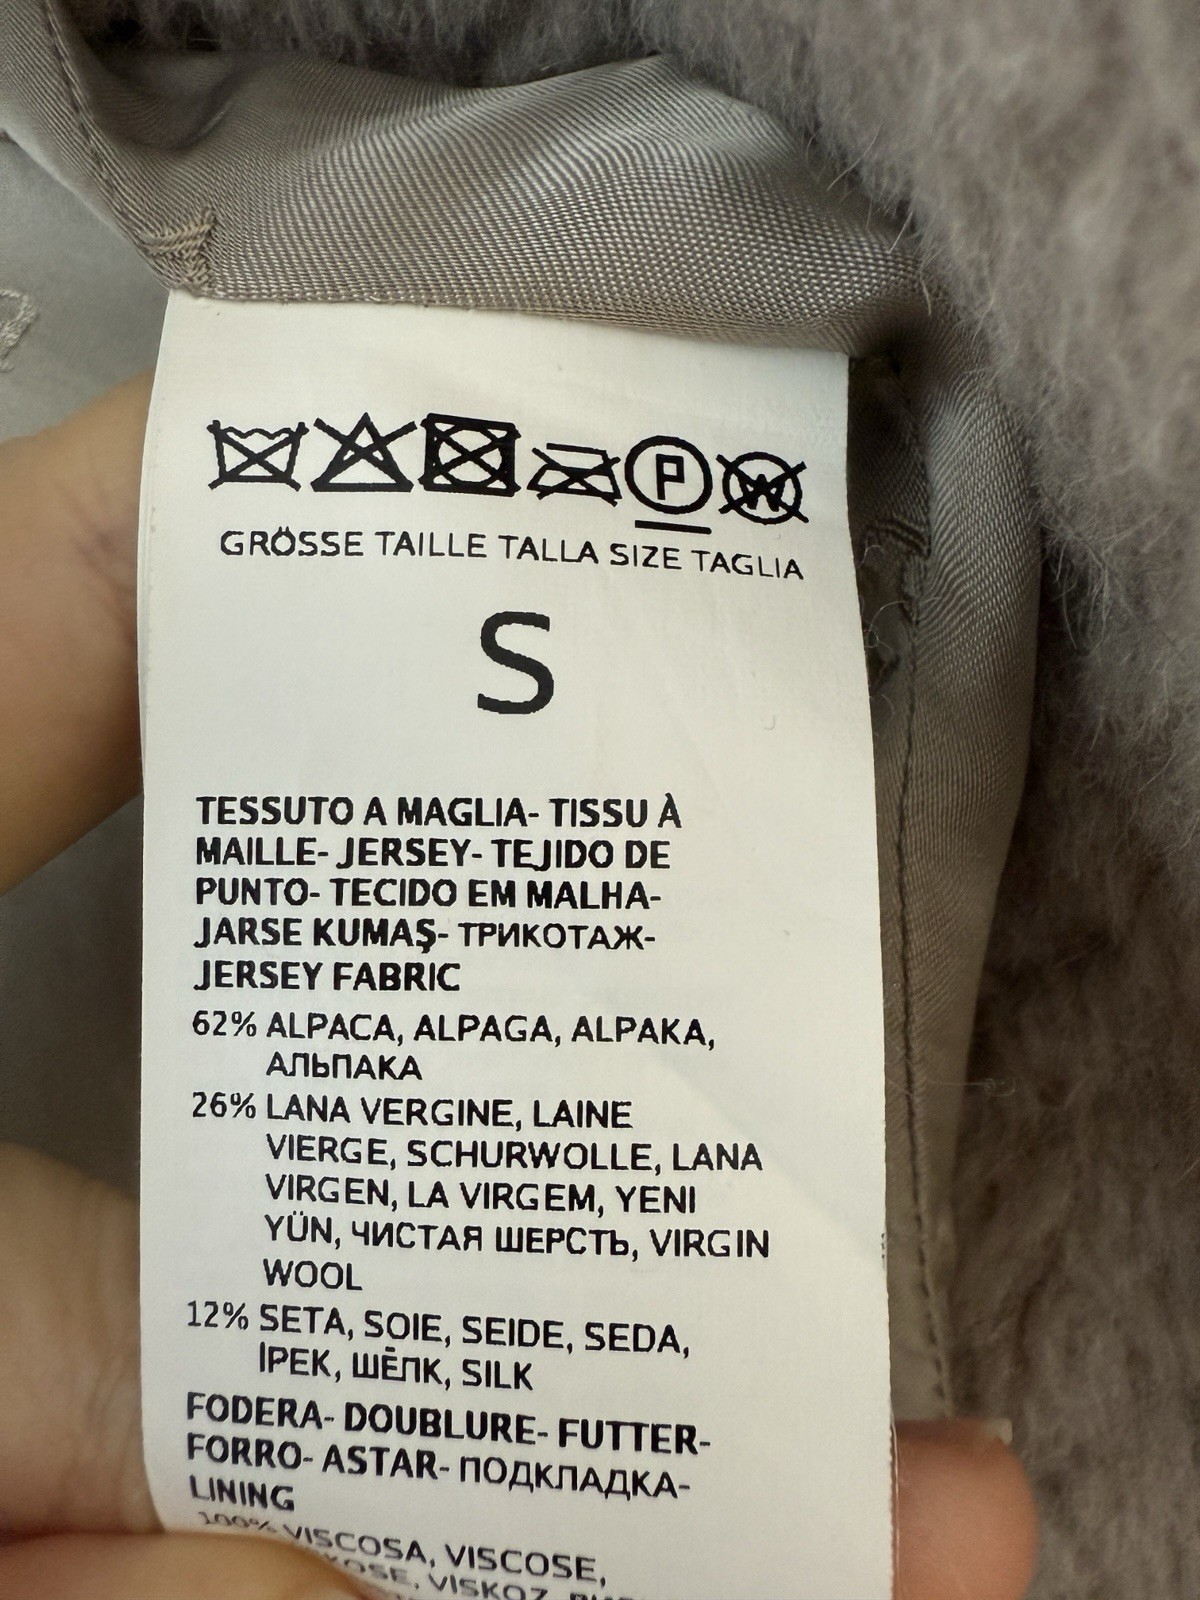 P W
GRÖSSE TAILLE TALLA SIZE TAGLIA
S
TESSUTO A MAGLIA- TISSU À
MAILLE- JERSEY- TEJIDO DE
PUNTO- TECIDO EM MALHA-
JARSE KUMAŞ- ТРИКОТАЖ-
JERSEY FABRIC
62% ALPACA, ALPAGA, ALPAKA,
АЛЬПАКА
26% LANA VERGINE, LAINE
VIERGE, SCHURWOLLE, LANA
VIRGEN, LA VIRGEM, YENI
YÜN, ЧИСТАЯ ШЕРСТЬ, VIRGIN
WOOL
12% SETA, SOIE, SEIDE, SEDA,
İPEK, ШЁЛК, SILK
FODERA- DOUBLURE- FUTTER-
FORRO- ASTAR- ПОДКЛАДКА-
LINING
100% VISCOSA, VISCOSE,
VISKOZ,